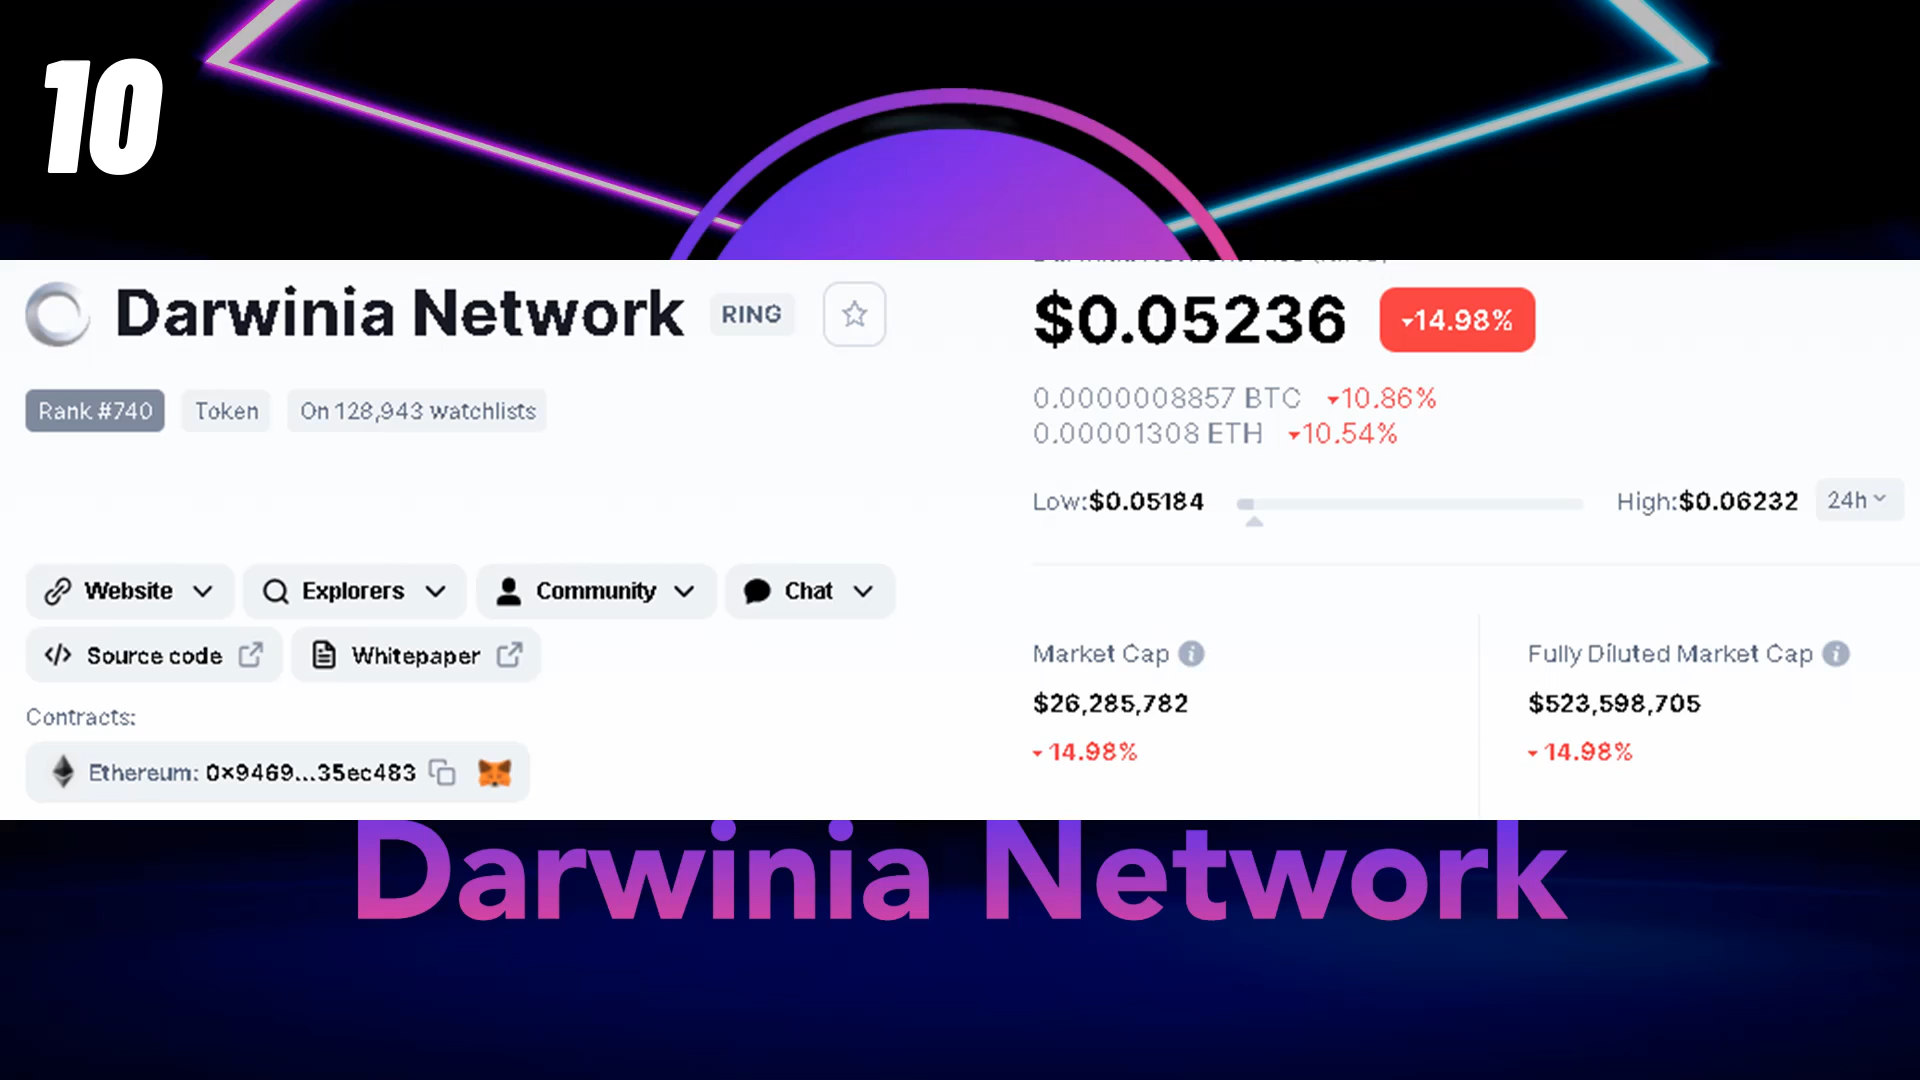 10
Darwinia Network RING
Rank #740 Token On 128,943 watchlists
Website Explorers Community Chat
Source code Whitepaper
Contracts:
Ethereum: 0x9469...35ec483
$0.05236 14.98%
0.0000008857 BTC 10.86%
0.00001308 ETH 10.54%
Low:$0.05184 High:$0.06232 24h
Market Cap Fully Diluted Market Cap
$26,285,782 $523,598,705
14.98% 14.98%
Darwinia Network